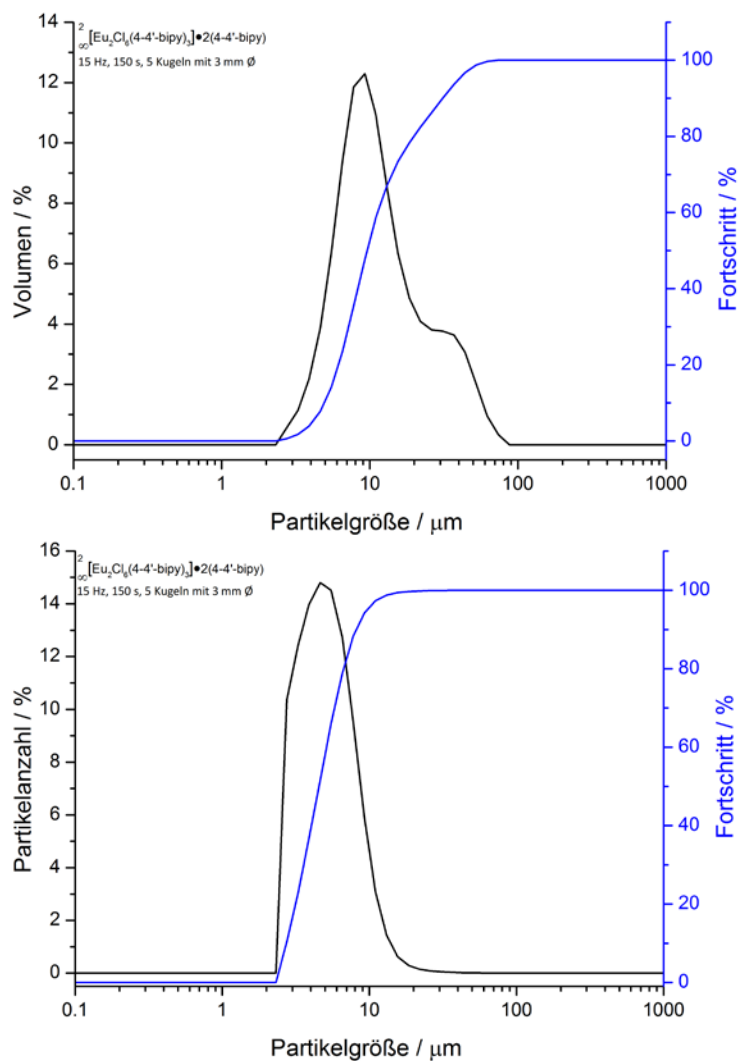 ²∞[Eu₂Cl₆(4-4'-bipy)₃]•2(4-4'-bipy)
15 Hz, 150 s, 5 Kugeln mit 3 mm Ø
Volumen / %
14
12
10
8
6
4
2
0
Fortschritt / %
100
80
60
40
20
0
0.1 1 10 100 1000
Partikelgröße / μm
²∞[Eu₂Cl₆(4-4'-bipy)₃]•2(4-4'-bipy)
15 Hz, 150 s, 5 Kugeln mit 3 mm Ø
Partikelanzahl / %
16
14
12
10
8
6
4
2
0
Fortschritt / %
100
80
60
40
20
0
0.1 1 10 100 1000
Partikelgröße / μm